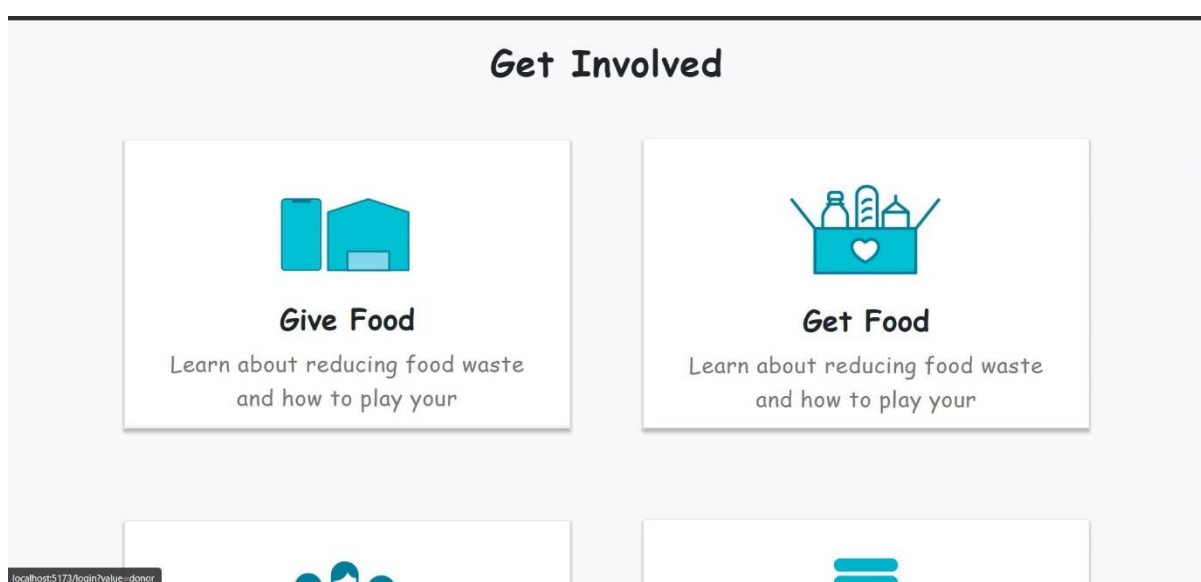 Get Involved
Give Food
Learn about reducing food waste
and how to play your
Get Food
Learn about reducing food waste
and how to play your
localhost:5173/login?value=donor